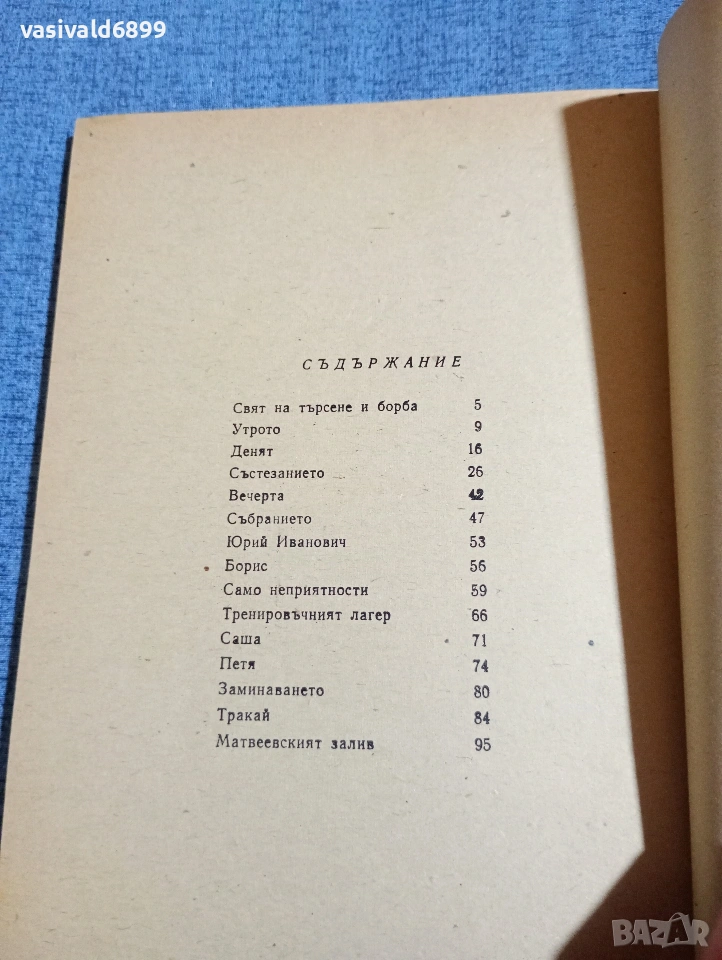 vasivald6899
СЪДЪРЖАНИЕ
Свят на търсене и борба 5
Утрото 9
Денят 16
Състезанието 26
Вечерта 42
Събранието 47
Юрий Иванович 53
Борис 56
Само неприятности 59
Тренировъчният лагер 66
Саша 71
Петя 74
Заминаването 80
Тракай 84
Матвеевският залив 95
BAZAR